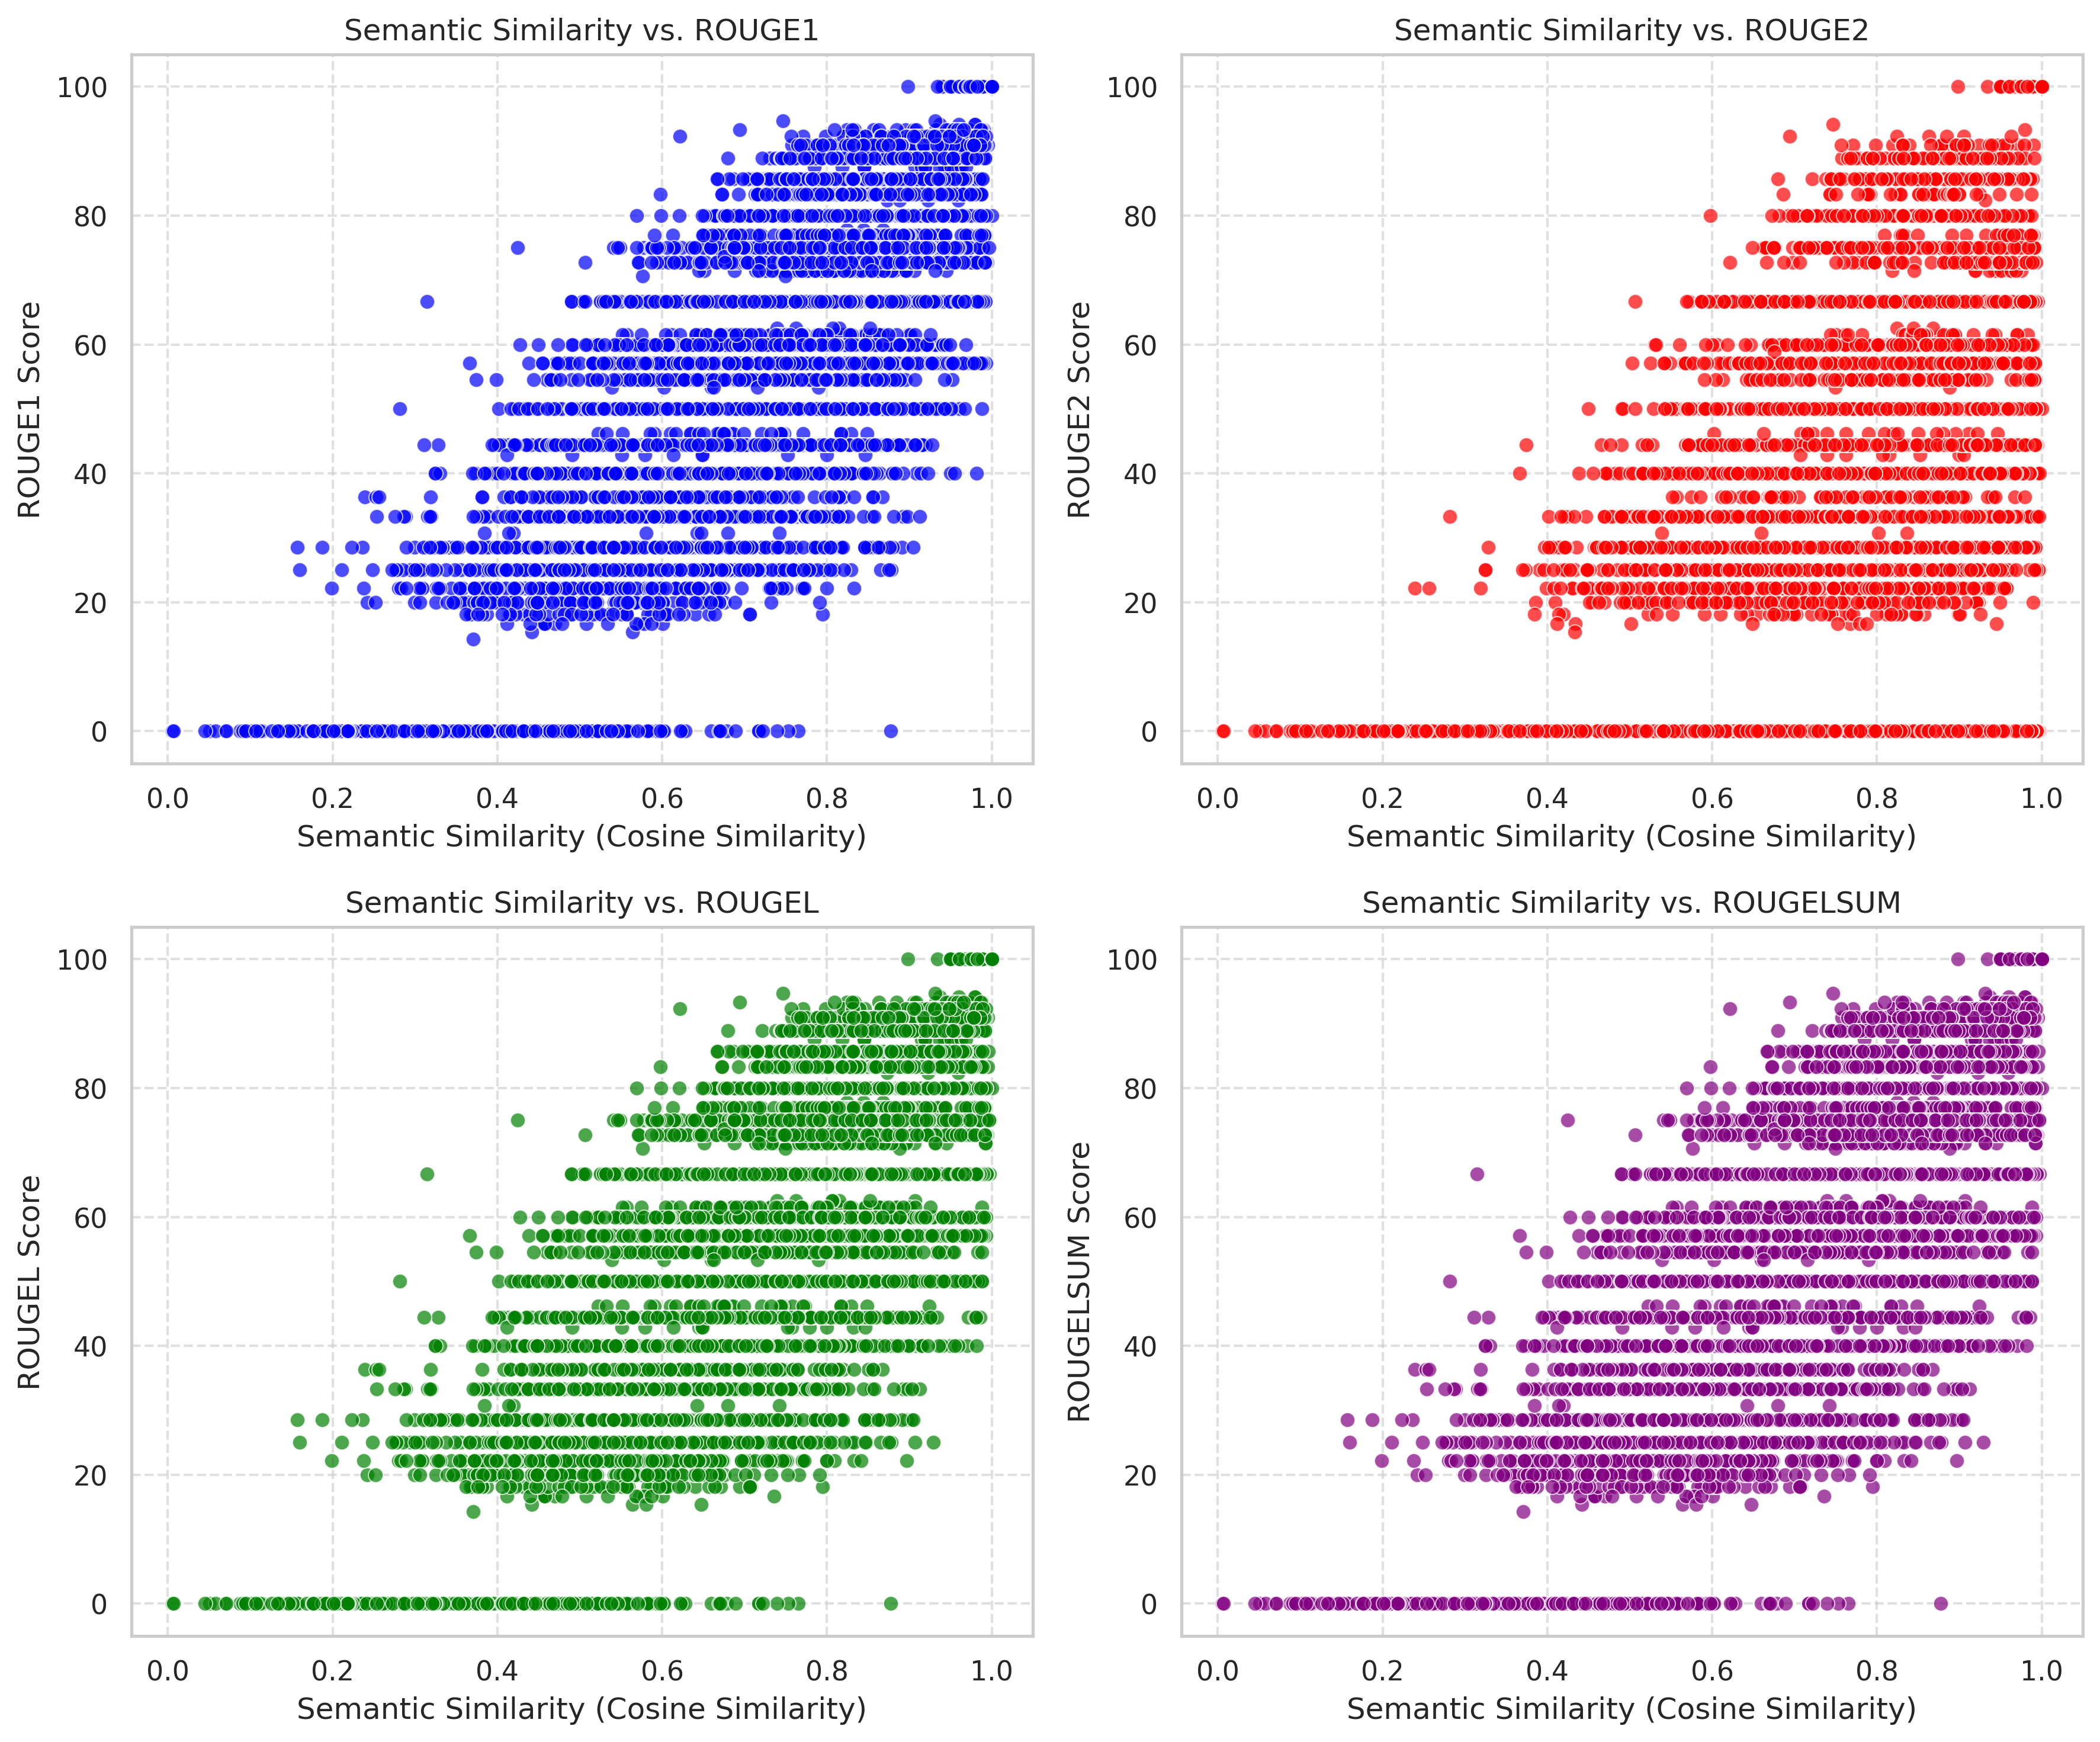 Semantic Similarity vs. ROUGE1
100
80
60
40
20
0
ROUGE1 Score
0.0 0.2 0.4 0.6 0.8 1.0
Semantic Similarity (Cosine Similarity)
Semantic Similarity vs. ROUGE2
100
80
60
40
20
0
ROUGE2 Score
0.0 0.2 0.4 0.6 0.8 1.0
Semantic Similarity (Cosine Similarity)
Semantic Similarity vs. ROUGEL
100
80
60
40
20
0
ROUGEL Score
0.0 0.2 0.4 0.6 0.8 1.0
Semantic Similarity (Cosine Similarity)
Semantic Similarity vs. ROUGELSUM
100
80
60
40
20
0
ROUGELSUM Score
0.0 0.2 0.4 0.6 0.8 1.0
Semantic Similarity (Cosine Similarity)